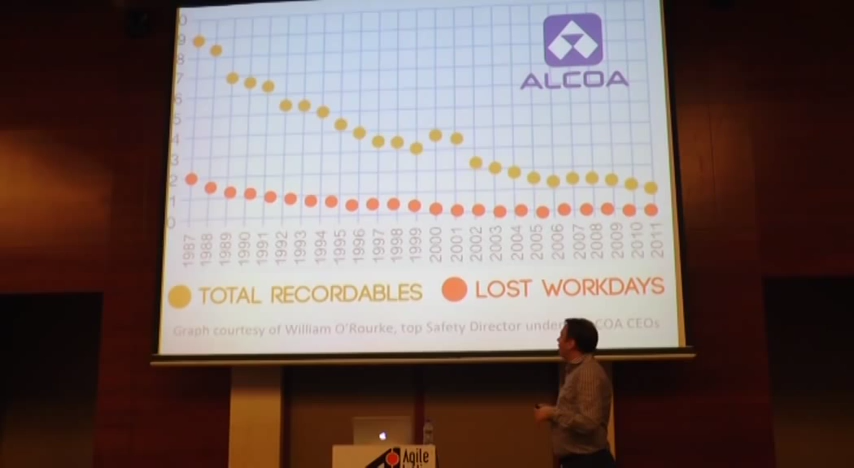 ALCOA
9
8
7
6
5
4
3
2
1
0
1987 1988 1989 1990 1991 1992 1993 1994 1995 1996 1997 1998 1999 2000 2001 2002 2003 2004 2005 2006 2007 2008 2009 2010 2011
TOTAL RECORDABLES LOST WORKDAYS
Graph courtesy of William O'Rourke, top Safety Director under COA CEOs
Agile